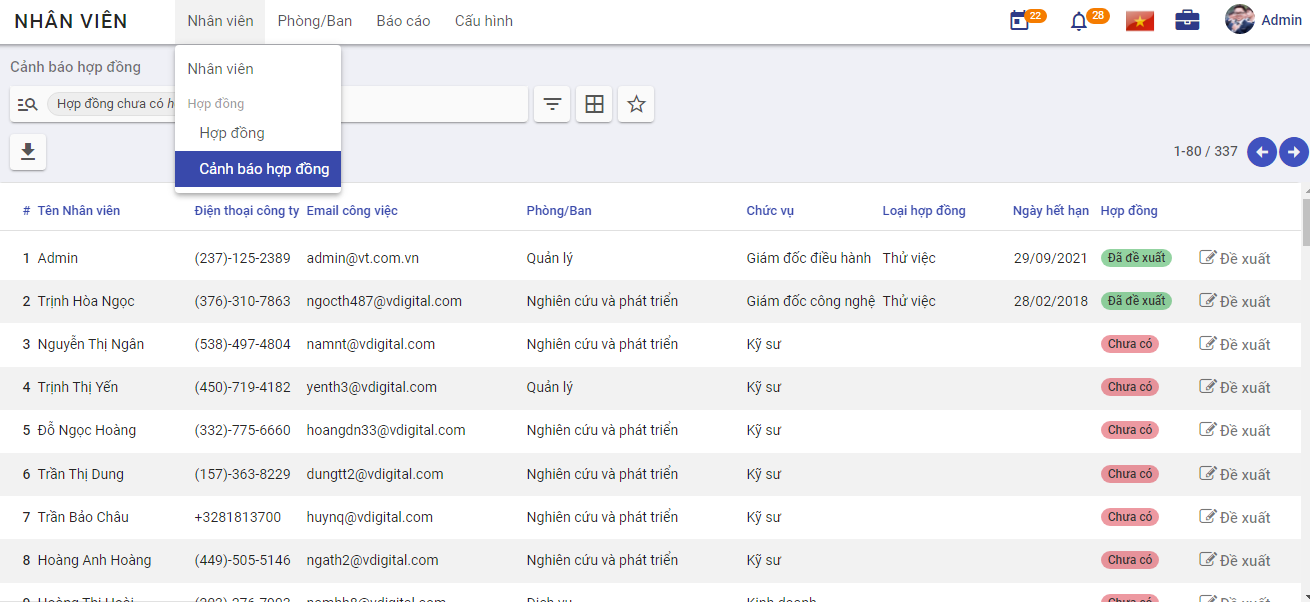 NHÂN VIÊN Nhân viên Phòng/Ban Báo cáo Cấu hình 22 28 Admin
Cảnh báo hợp đồng
Nhân viên
Hợp đồng chưa có
Hợp đồng
Hợp đồng
Cảnh báo hợp đồng
1-80 / 337
# Tên Nhân viên Điện thoại công ty Email công việc Phòng/Ban Chức vụ Loại hợp đồng Ngày hết hạn Hợp đồng
1 Admin (237)-125-2389 admin@vt.com.vn Quản lý Giám đốc điều hành Thử việc 29/09/2021 Đã đề xuất Đề xuất
2 Trịnh Hòa Ngọc (376)-310-7863 ngocth487@vdigital.com Nghiên cứu và phát triển Giám đốc công nghệ Thử việc 28/02/2018 Đã đề xuất Đề xuất
3 Nguyễn Thị Ngân (538)-497-4804 namnt@vdigital.com Nghiên cứu và phát triển Kỹ sư Chưa có Đề xuất
4 Trịnh Thị Yến (450)-719-4182 yenth3@vdigital.com Quản lý Kỹ sư Chưa có Đề xuất
5 Đỗ Ngọc Hoàng (332)-775-6660 hoangdn33@vdigital.com Nghiên cứu và phát triển Kỹ sư Chưa có Đề xuất
6 Trần Thị Dung (157)-363-8229 dungtt2@vdigital.com Nghiên cứu và phát triển Kỹ sư Chưa có Đề xuất
7 Trần Bảo Châu +3281813700 huynq@vdigital.com Nghiên cứu và phát triển Kỹ sư Chưa có Đề xuất
8 Hoàng Anh Hoàng (449)-505-5146 ngath2@vdigital.com Nghiên cứu và phát triển Kỹ sư Chưa có Đề xuất